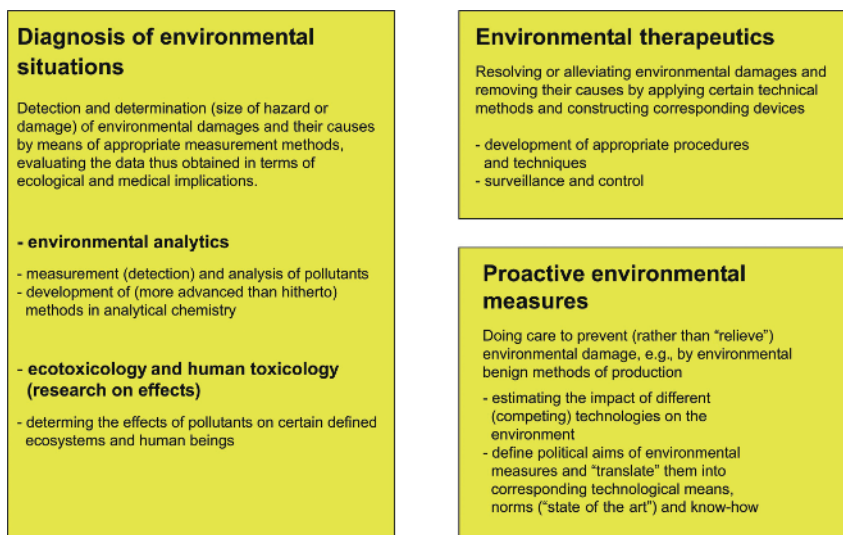 Diagnosis of environmental
situations
Detection and determination (size of hazard or
damage) of environmental damages and their causes
by means of appropriate measurement methods,
evaluating the data thus obtained in terms of
ecological and medical implications.
- environmental analytics
- measurement (detection) and analysis of pollutants
- development of (more advanced than hitherto)
methods in analytical chemistry
- ecotoxicology and human toxicology
(research on effects)
- determing the effects of pollutants on certain defined
ecosystems and human beings
Environmental therapeutics
Resolving or alleviating environmental damages and
removing their causes by applying certain technical
methods and constructing corresponding devices
- development of appropriate procedures
and techniques
- surveillance and control
Proactive environmental
measures
Doing care to prevent (rather than “relieve”)
environmental damage, e.g., by environmental
benign methods of production
- estimating the impact of different
(competing) technologies on the
environment
- define political aims of environmental
measures and “translate” them into
corresponding technological means,
norms (“state of the art”) and know-how